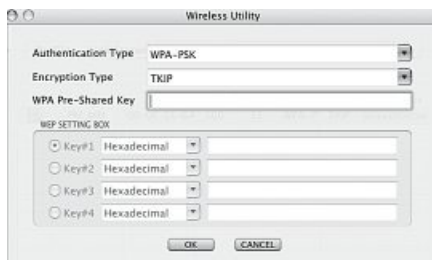 Wireless Utility
Authentication Type WPA-PSK
Encryption Type TKIP
WPA Pre-Shared Key
WEP SETTING BOX
Key#1 Hexadecimal
Key#2 Hexadecimal
Key#3 Hexadecimal
Key#4 Hexadecimal
OK CANCEL